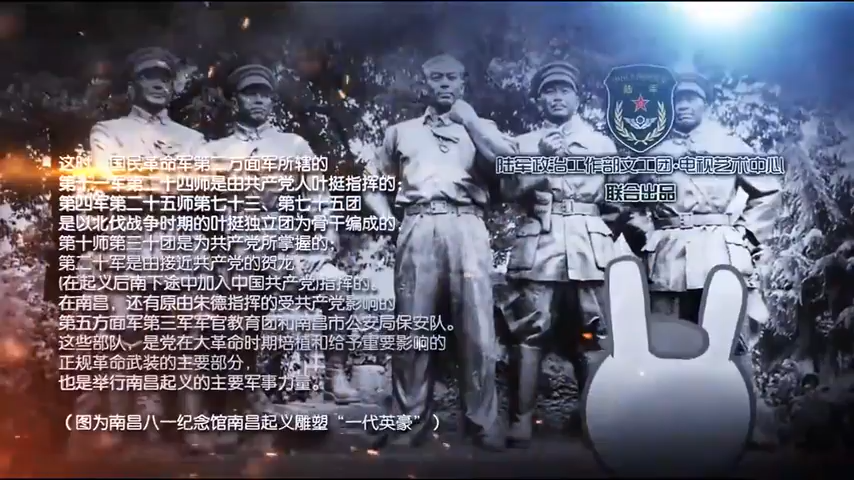 这时，国民革命军第二方面军所辖的
第十一军第二十四师是由共产党人叶挺指挥的；
第四军第二十五师第七十三、第七十五团
是以北伐战争时期的叶挺独立团为骨干编成的，
第十师第三十团是为共产党所掌握的；
第二十军是由接近共产党的贺龙
(在起义后南下途中加入中国共产党)指挥的。
在南昌，还有原由朱德指挥的受共产党影响的
第五方面军第三军军官教育团和南昌市公安局保安队。
这些部队，是党在大革命时期培植和给予重要影响的
正规革命武装的主要部分，
也是举行南昌起义的主要军事力量。
（图为南昌八一纪念馆南昌起义雕塑“一代英豪”）
陆军
陆军政治工作部文工团·电视艺术中心
联合出品